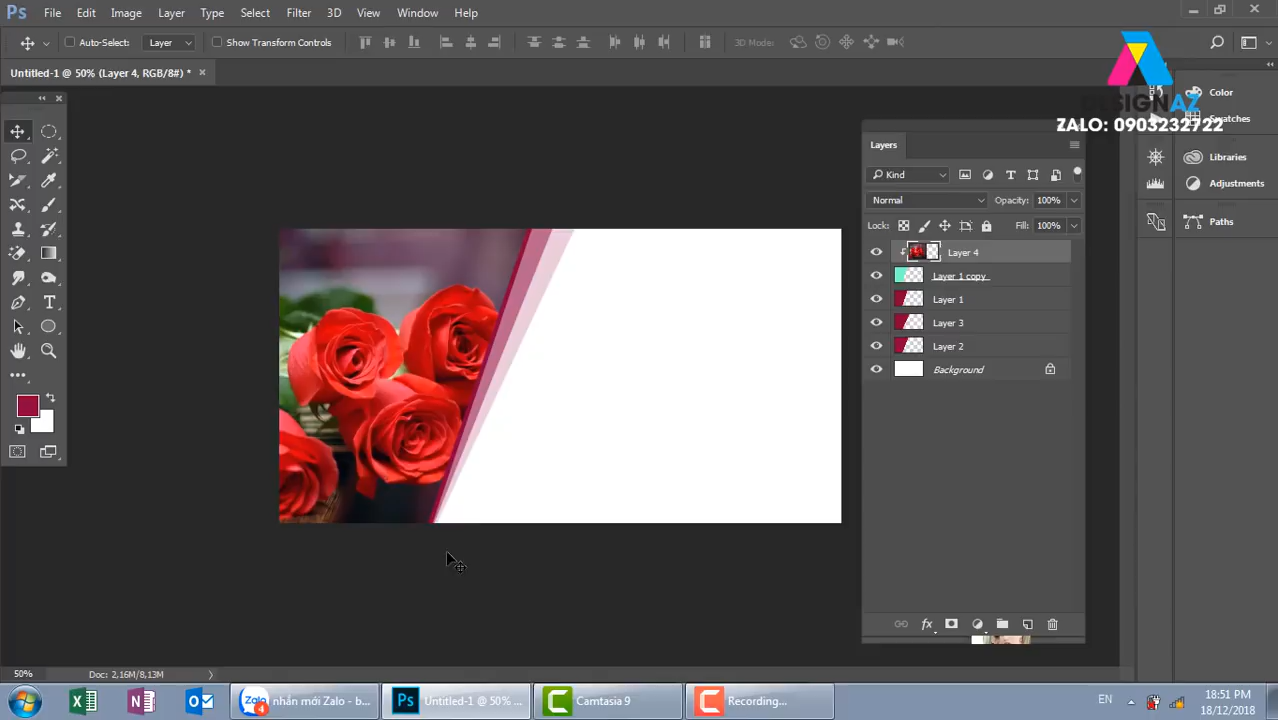 Ps File Edit Image Layer Type Select Filter 3D View Window Help
Auto-Select: Layer Show Transform Controls 3D Mode:
Untitled-1 @ 50% (Layer 4, RGB/8#) * ×
DESIGNAZ
ZALO: 0903232722
Color
Swatches
Libraries
Adjustments
Paths
Layers
Kind
Normal Opacity: 100%
Lock: Fill: 100%
Layer 4
Layer 1 copy
Layer 1
Layer 3
Layer 2
Background
fx
50% Doc: 2,16M/8,13M
Zalo 4 nhắn mới Zalo - b...
Ps Untitled-1 @ 50% ...
Camtasia 9
Recording...
EN
18:51 PM
18/12/2018